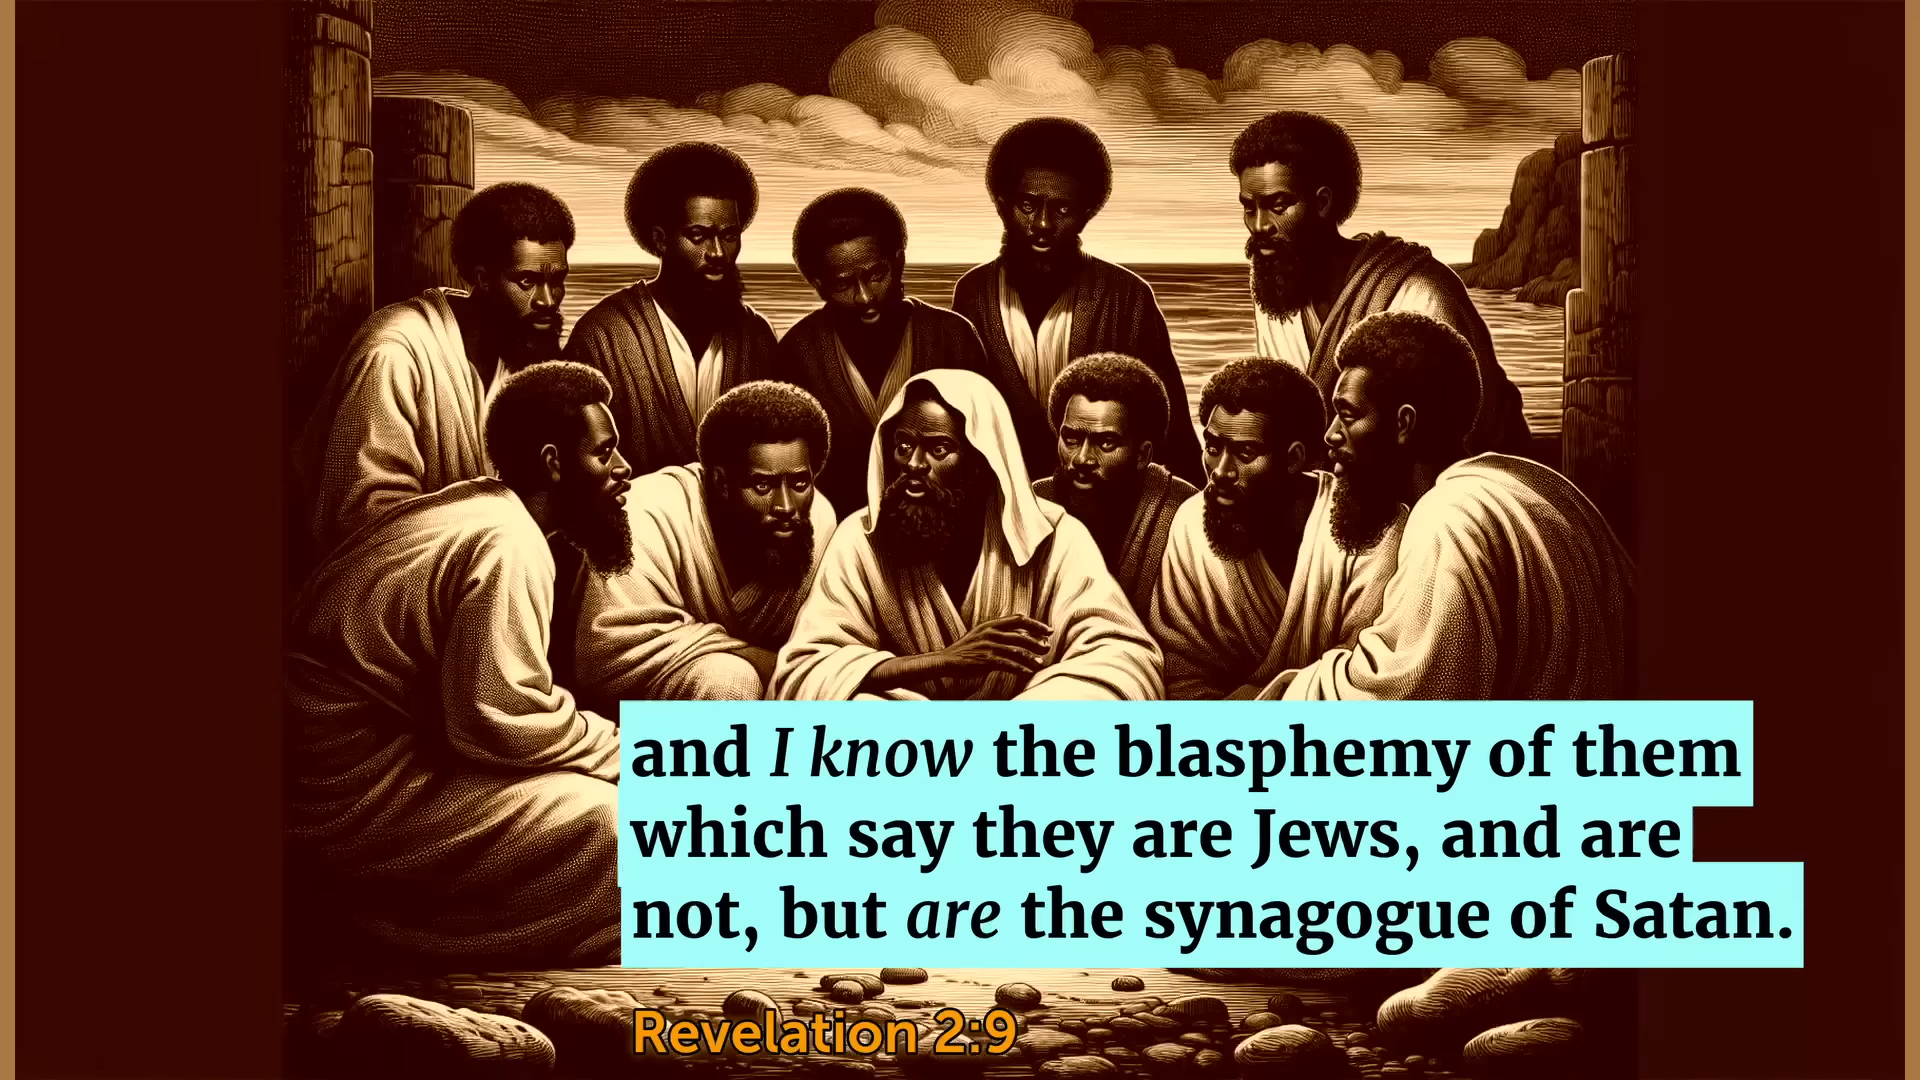 and I know the blasphemy of them
which say they are Jews, and are
not, but are the synagogue of Satan.
Revelation 2:9